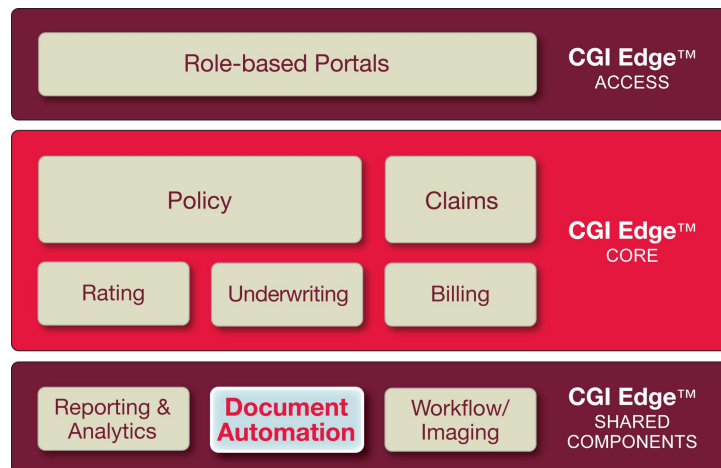 Role-based Portals
CGI Edge™
ACCESS
Policy
Claims
CGI Edge™
CORE
Rating
Underwriting
Billing
Reporting &
Analytics
Document
Automation
Workflow/
Imaging
CGI Edge™
SHARED
COMPONENTS